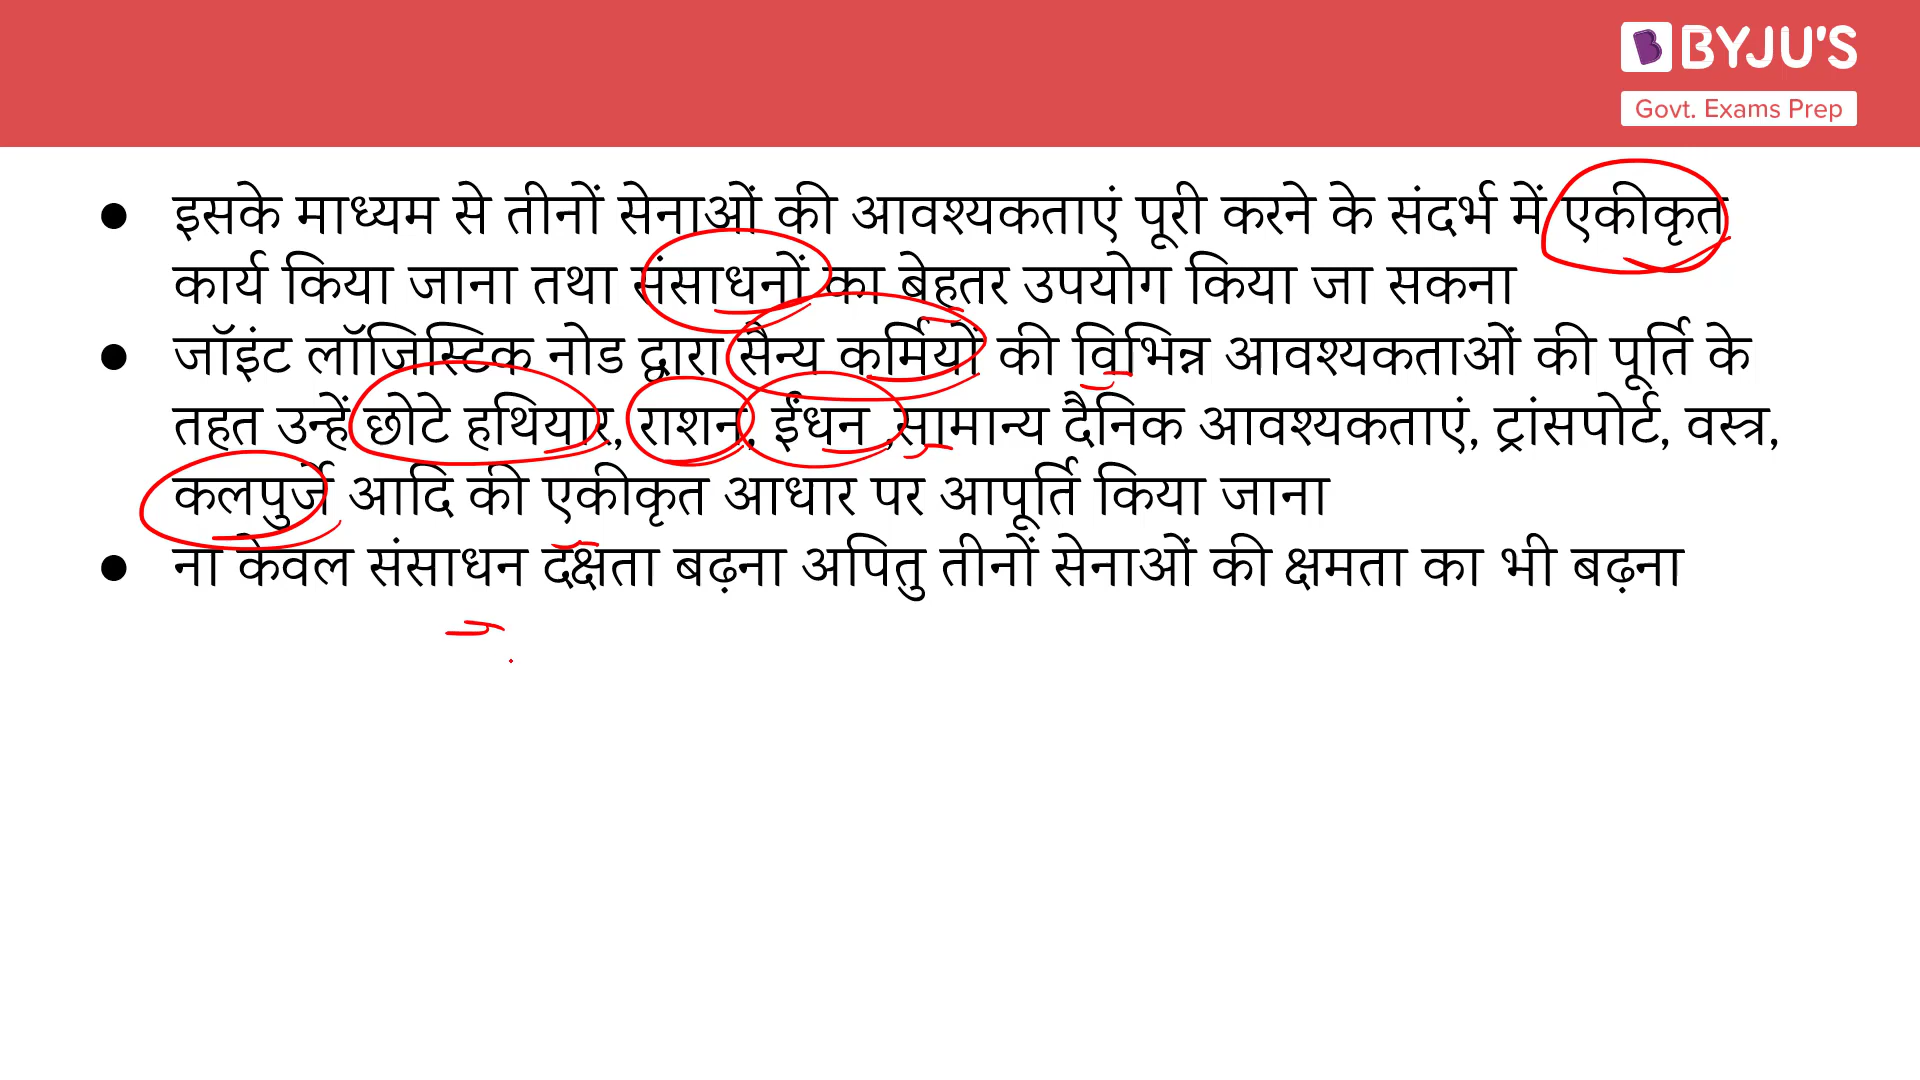 BYJU'S
Govt. Exams Prep
● इसके माध्यम से तीनों सेनाओं की आवश्यकताएं पूरी करने के संदर्भ में एकीकृत
कार्य किया जाना तथा संसाधनों का बेहतर उपयोग किया जा सकना
● जॉइंट लॉजिस्टिक नोड द्वारा सैन्य कर्मियों की विभिन्न आवश्यकताओं की पूर्ति के
तहत उन्हें छोटे हथियार, राशन, ईंधन ,सामान्य दैनिक आवश्यकताएं, ट्रांसपोर्ट, वस्त्र,
कलपुर्जे आदि की एकीकृत आधार पर आपूर्ति किया जाना
● ना केवल संसाधन दक्षता बढ़ना अपितु तीनों सेनाओं की क्षमता का भी बढ़ना